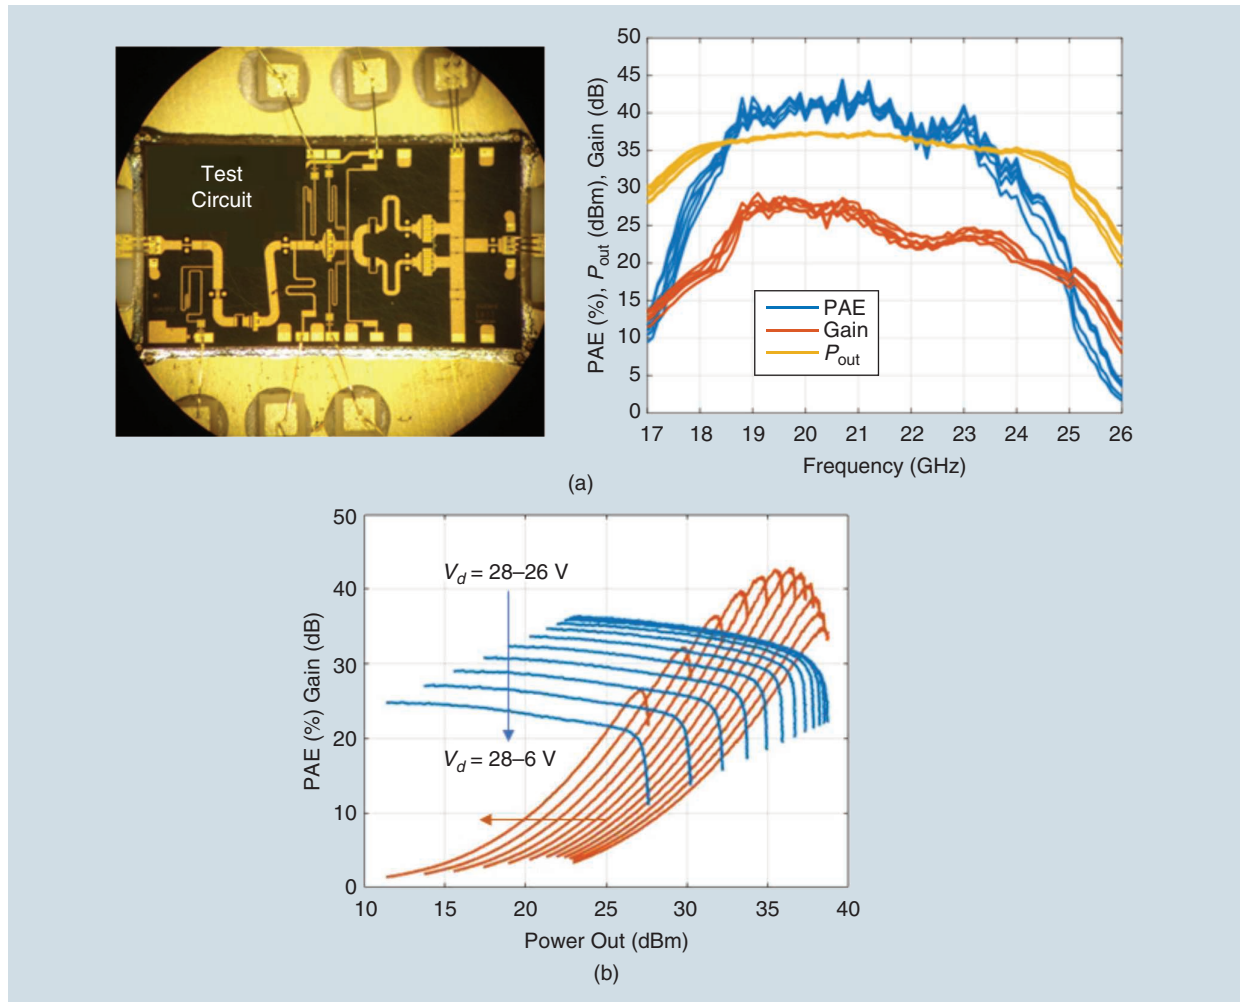 Test
Circuit
PAE (%), Pout (dBm), Gain (dB)
50
45
40
35
30
25
20
15
10
5
0
PAE
Gain
Pout
17 18 19 20 21 22 23 24 25 26
Frequency (GHz)
(a)
PAE (%) Gain (dB)
50
40
30
20
10
0
Vd = 28–26 V
Vd = 28–6 V
10 15 20 25 30 35 40
Power Out (dBm)
(b)